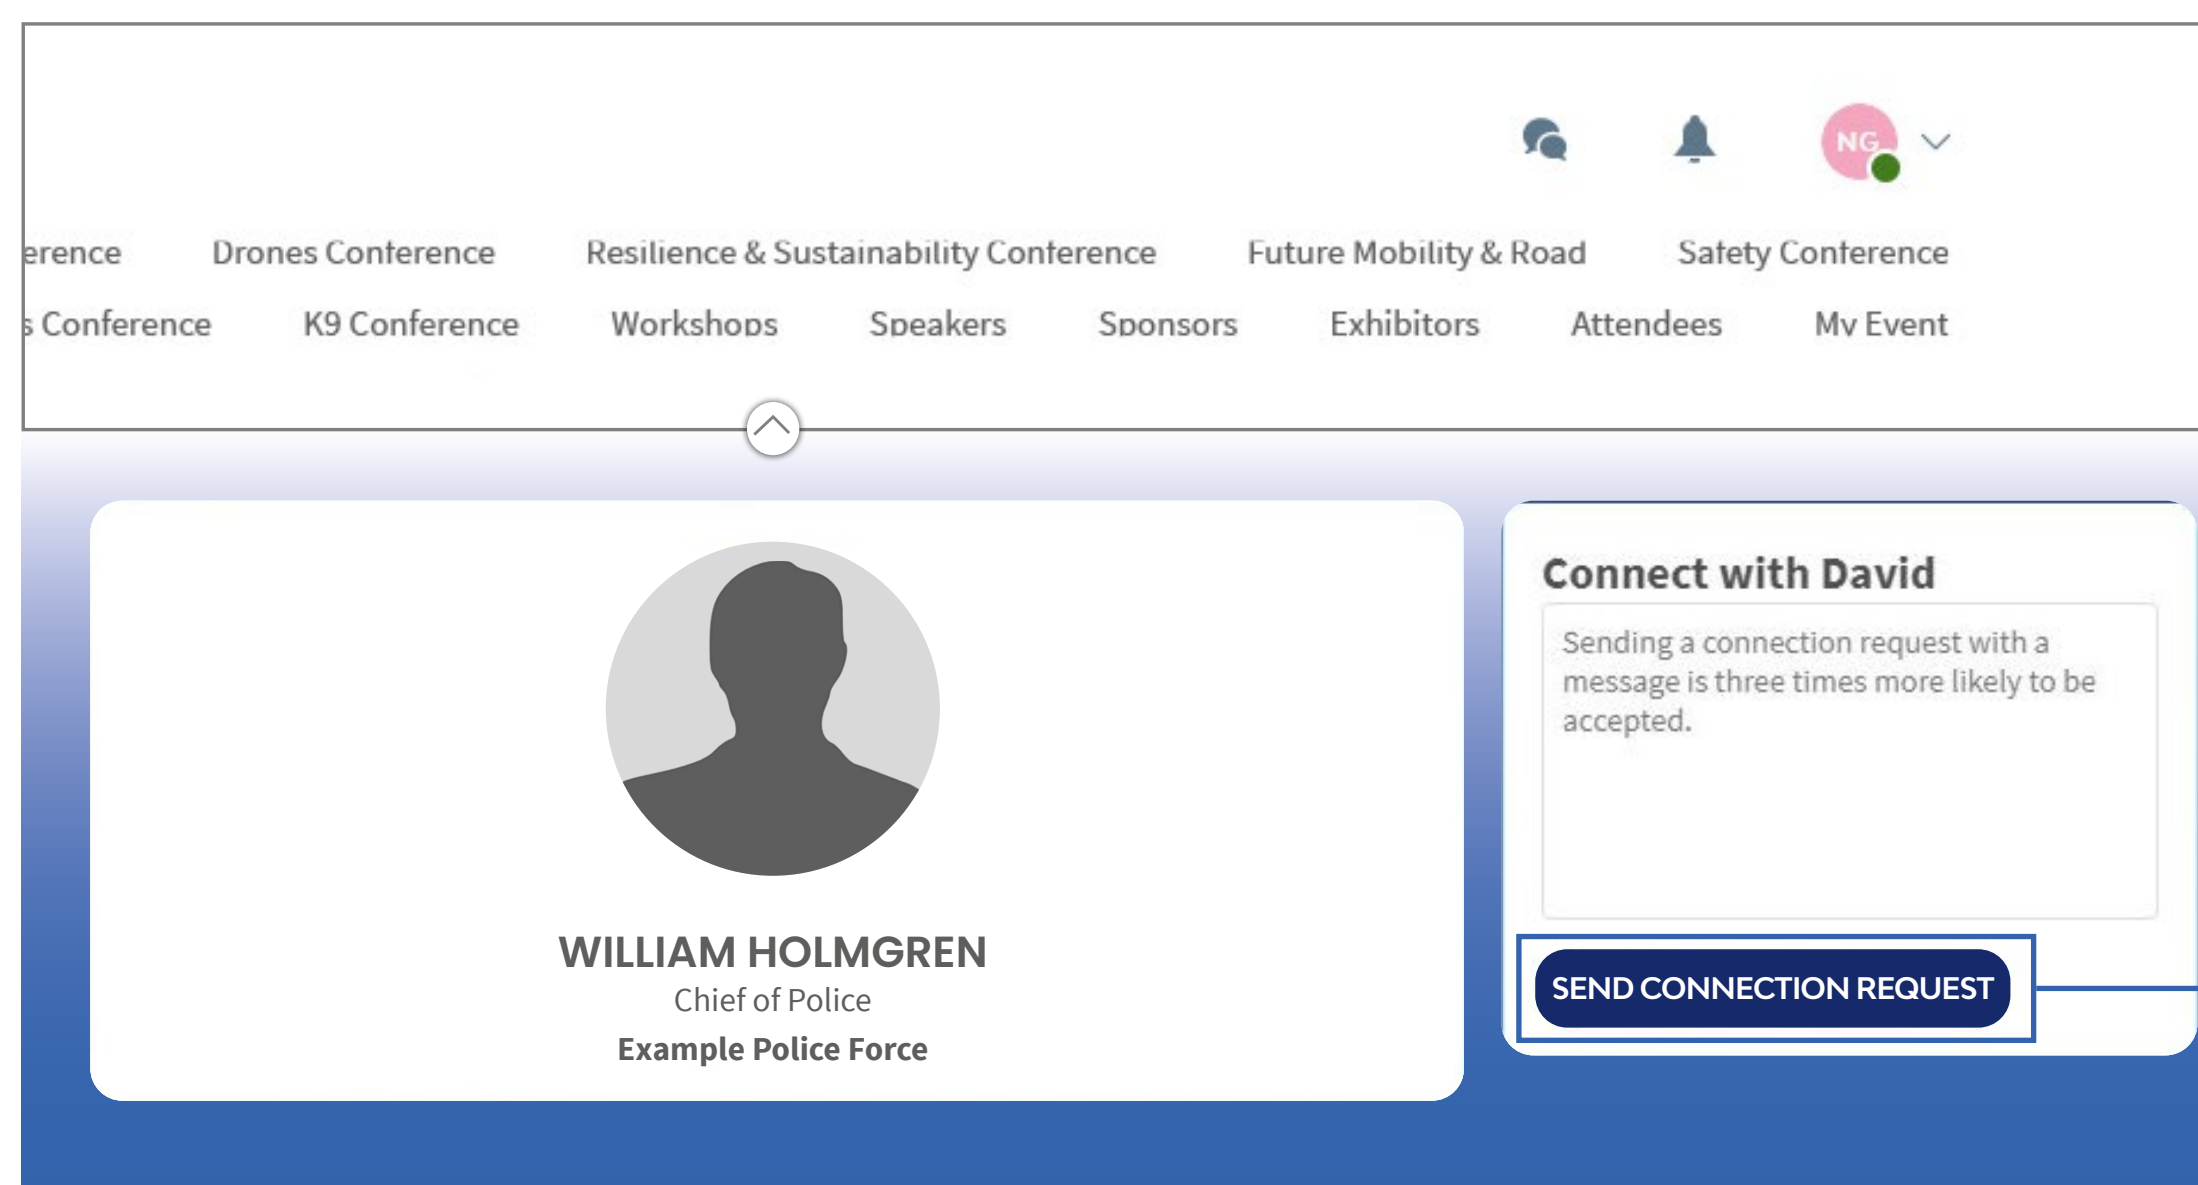 NG
erence Drones Conference Resilience & Sustainability Conference Future Mobility & Road Safety Conference
s Conference K9 Conference Workshops Speakers Sponsors Exhibitors Attendees My Event
WILLIAM HOLMGREN
Chief of Police
Example Police Force
Connect with David
Sending a connection request with a
message is three times more likely to be
accepted.
SEND CONNECTION REQUEST